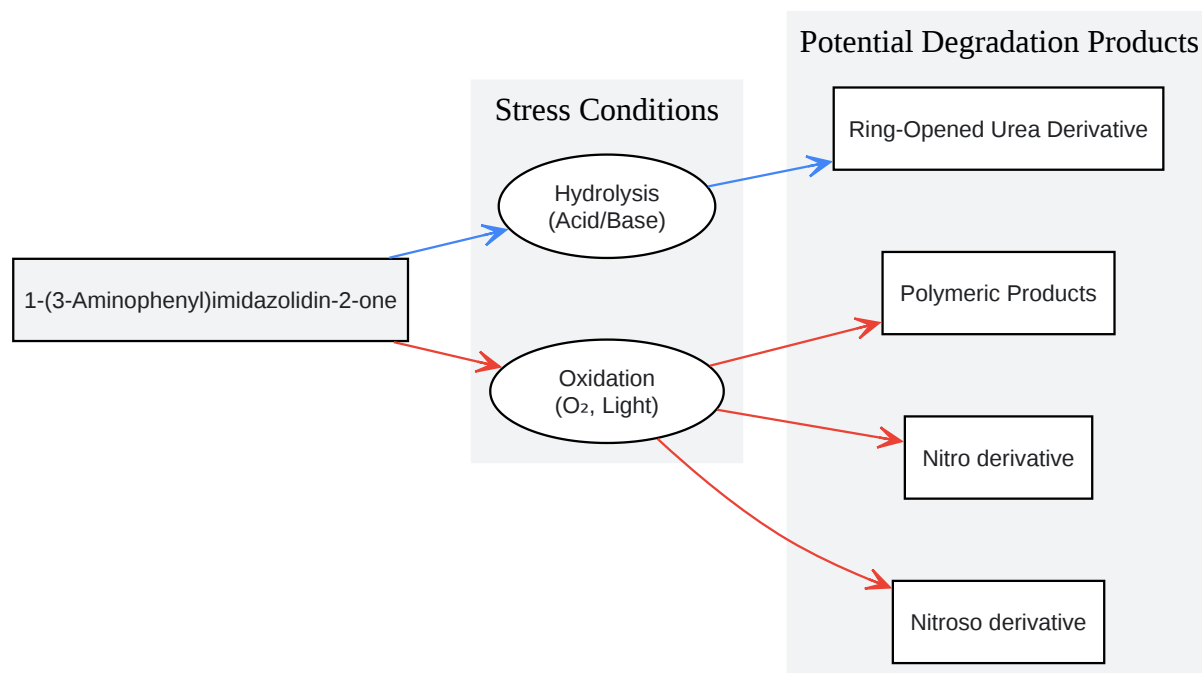 Potential Degradation Products
Stress Conditions
Ring-Opened Urea Derivative
Hydrolysis
(Acid/Base)
1-(3-Aminophenyl)imidazolidin-2-one
Polymeric Products
Oxidation
(O₂, Light)
Nitro derivative
Nitroso derivative